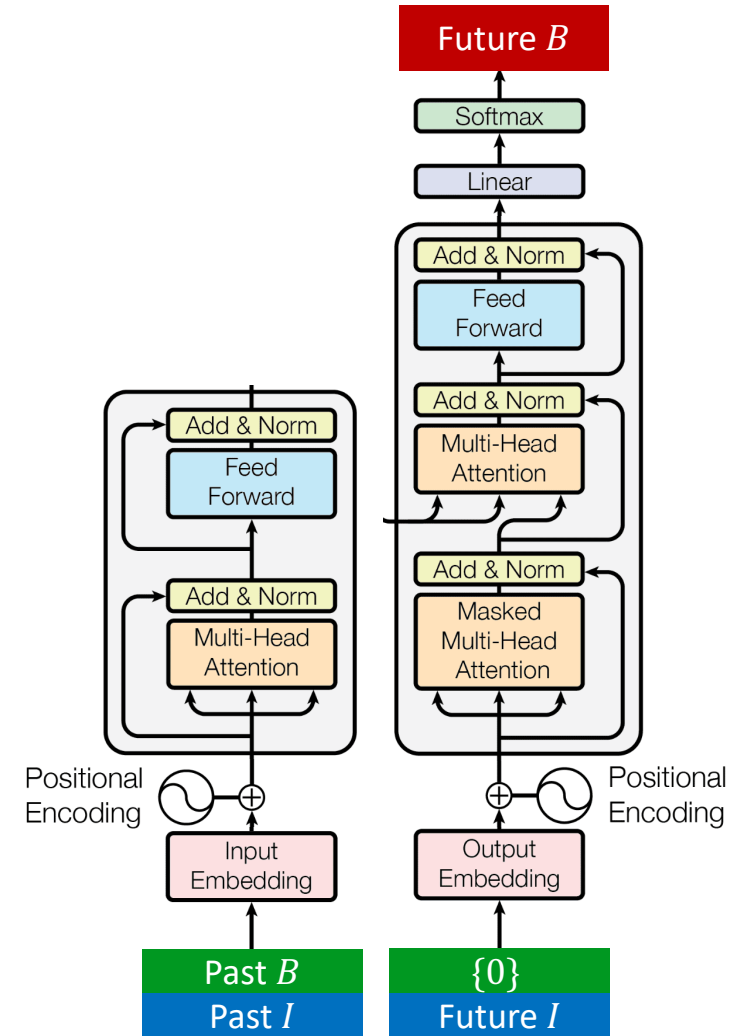 Future B
Softmax
Linear
Add & Norm
Feed
Forward
Add & Norm
Multi-Head
Attention
Add & Norm
Masked
Multi-Head
Attention
Positional
Encoding
Output
Embedding
{0}
Future I
Add & Norm
Feed
Forward
Add & Norm
Multi-Head
Attention
Positional
Encoding
Input
Embedding
Past B
Past I